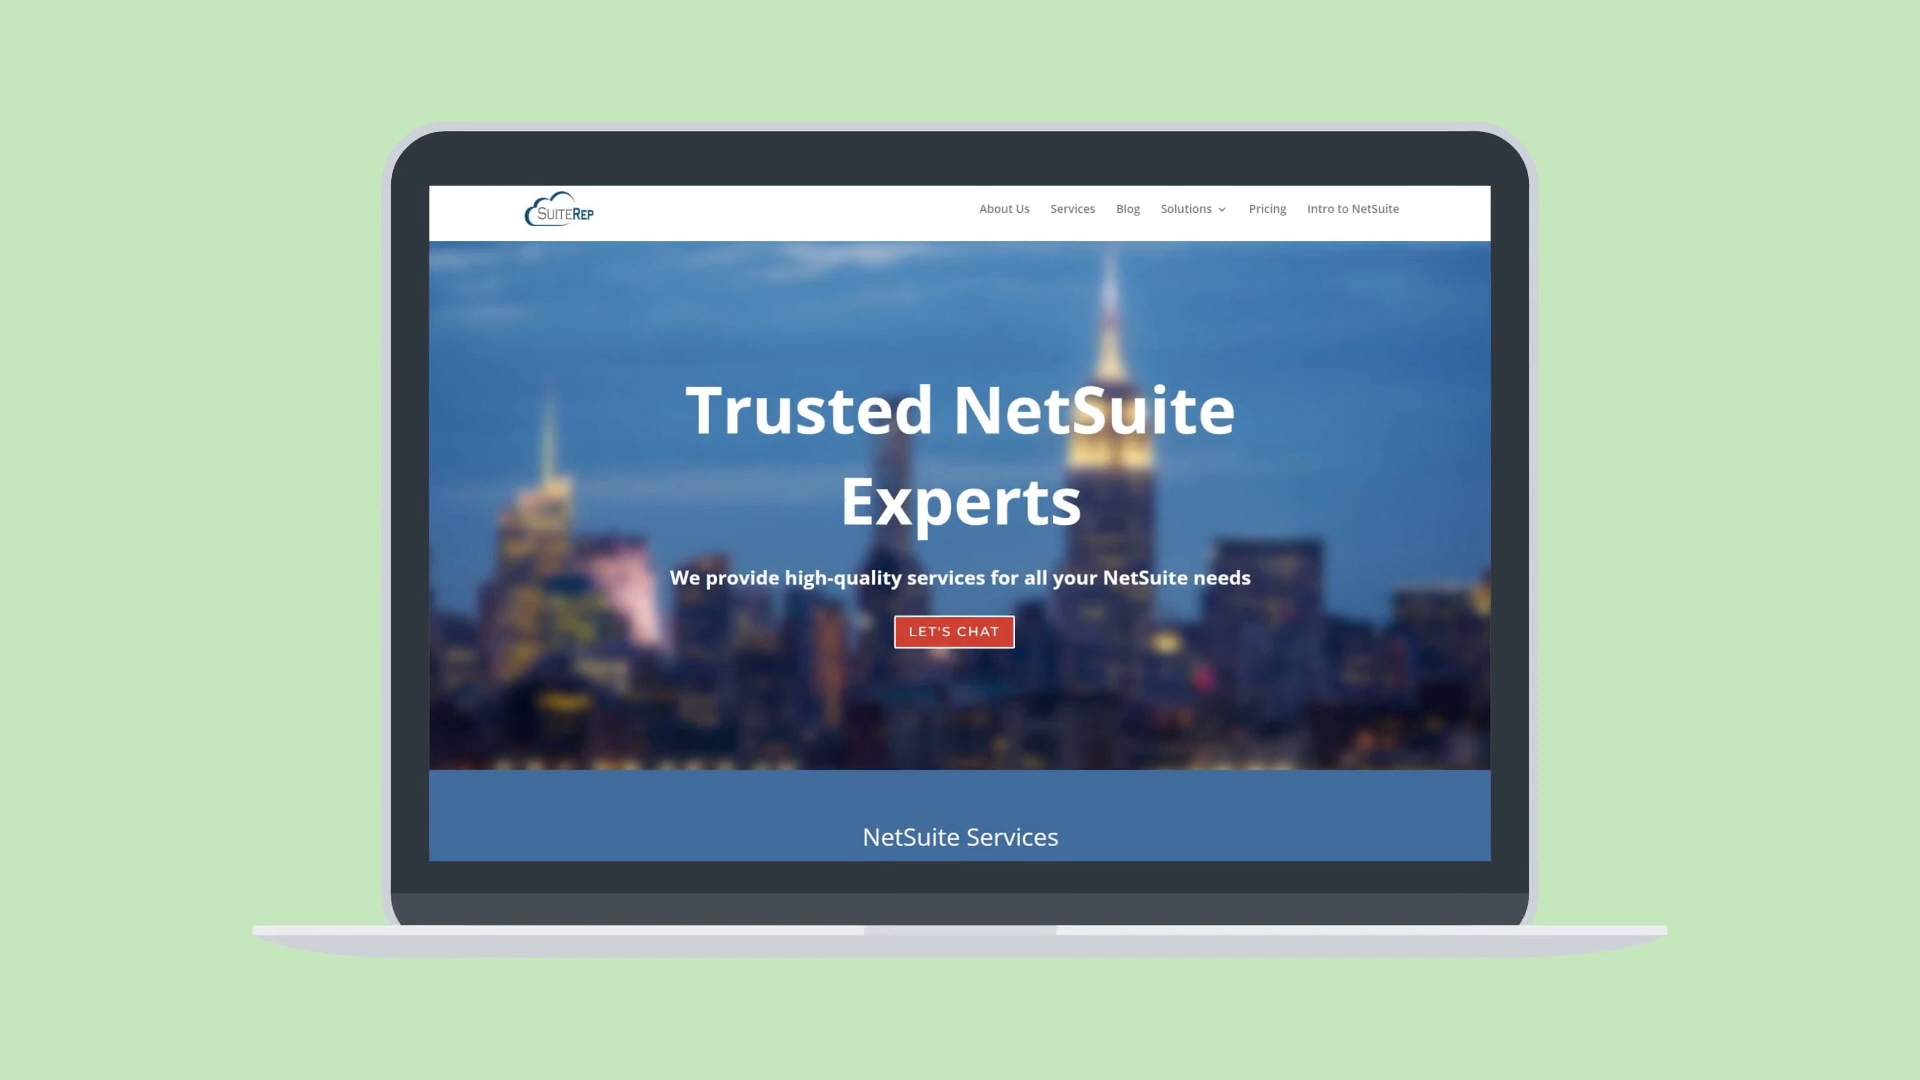 SUITEREP
About Us Services Blog Solutions Pricing Intro to NetSuite
Trusted NetSuite
Experts
We provide high-quality services for all your NetSuite needs
LET'S CHAT
NetSuite Services